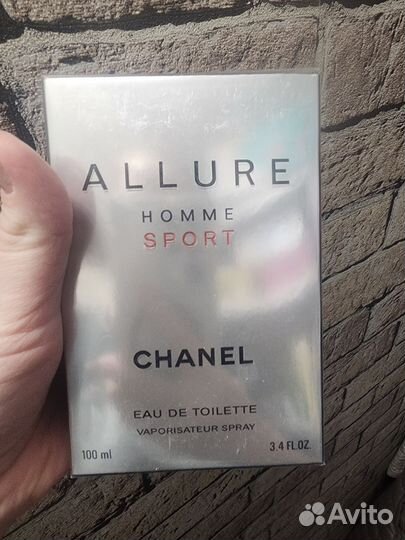 ALLURE
HOMME
SPORT
CHANEL
EAU DE TOILETTE
VAPORISATEUR SPRAY
100 ml 3.4 FL.OZ.
Avito